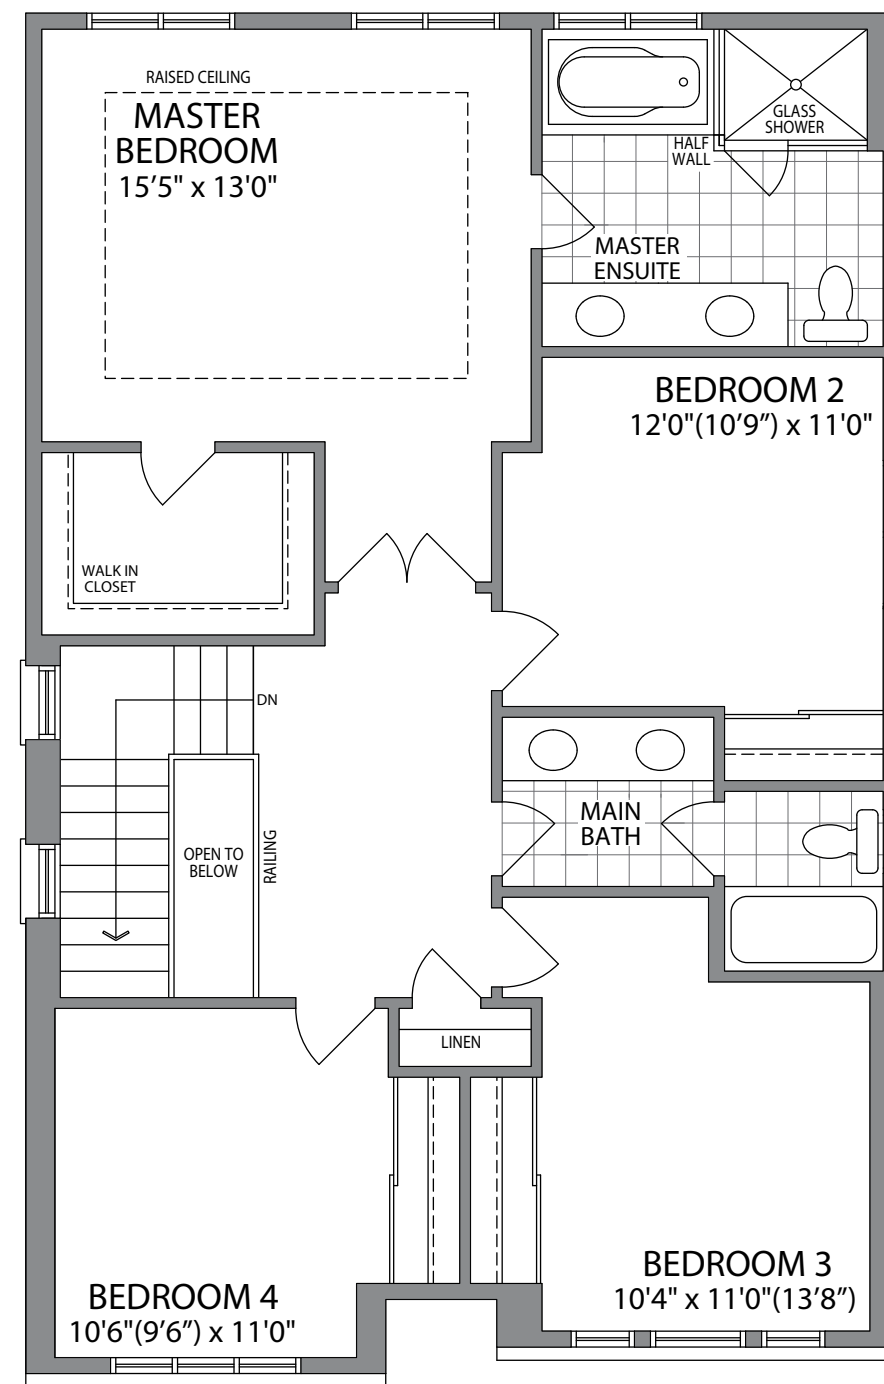 RAISED CEILING
MASTER
BEDROOM
15'5" x 13'0"
GLASS
SHOWER
HALF
WALL
MASTER
ENSUITE
BEDROOM 2
12'0"(10'9") x 11'0"
WALK IN
CLOSET
DN
OPEN TO
BELOW
RAILING
MAIN
BATH
LINEN
BEDROOM 3
10'4" x 11'0"(13'8")
BEDROOM 4
10'6"(9'6") x 11'0"